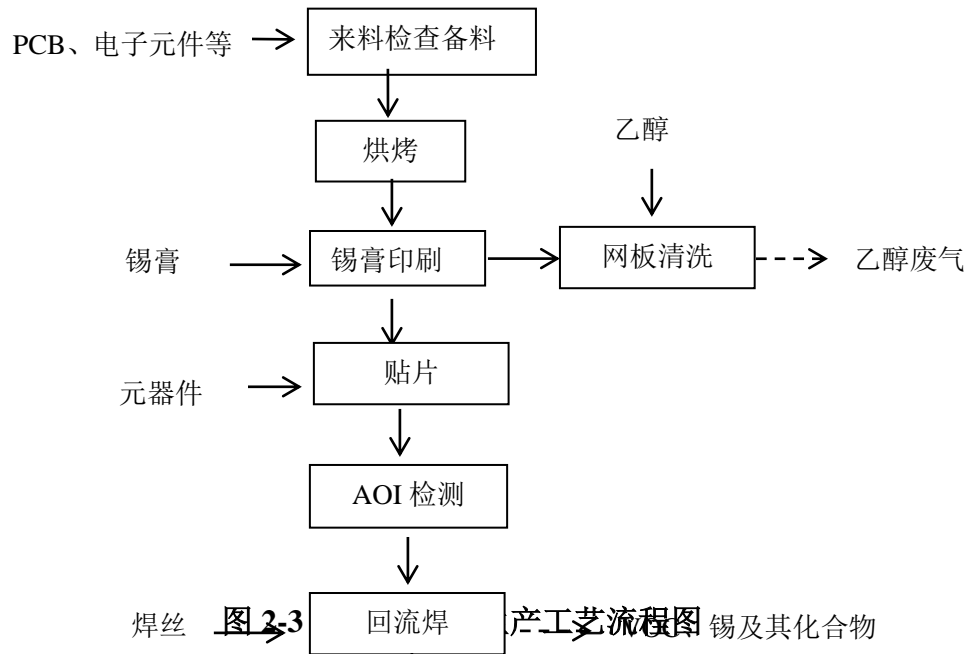 PCB、电子元件等
来料检查备料
烘烤
乙醇
锡膏
锡膏印刷
网板清洗
乙醇废气
元器件
贴片
AOI 检测
焊丝
图 2-3
回流焊
产工艺流程图
锡及其化合物